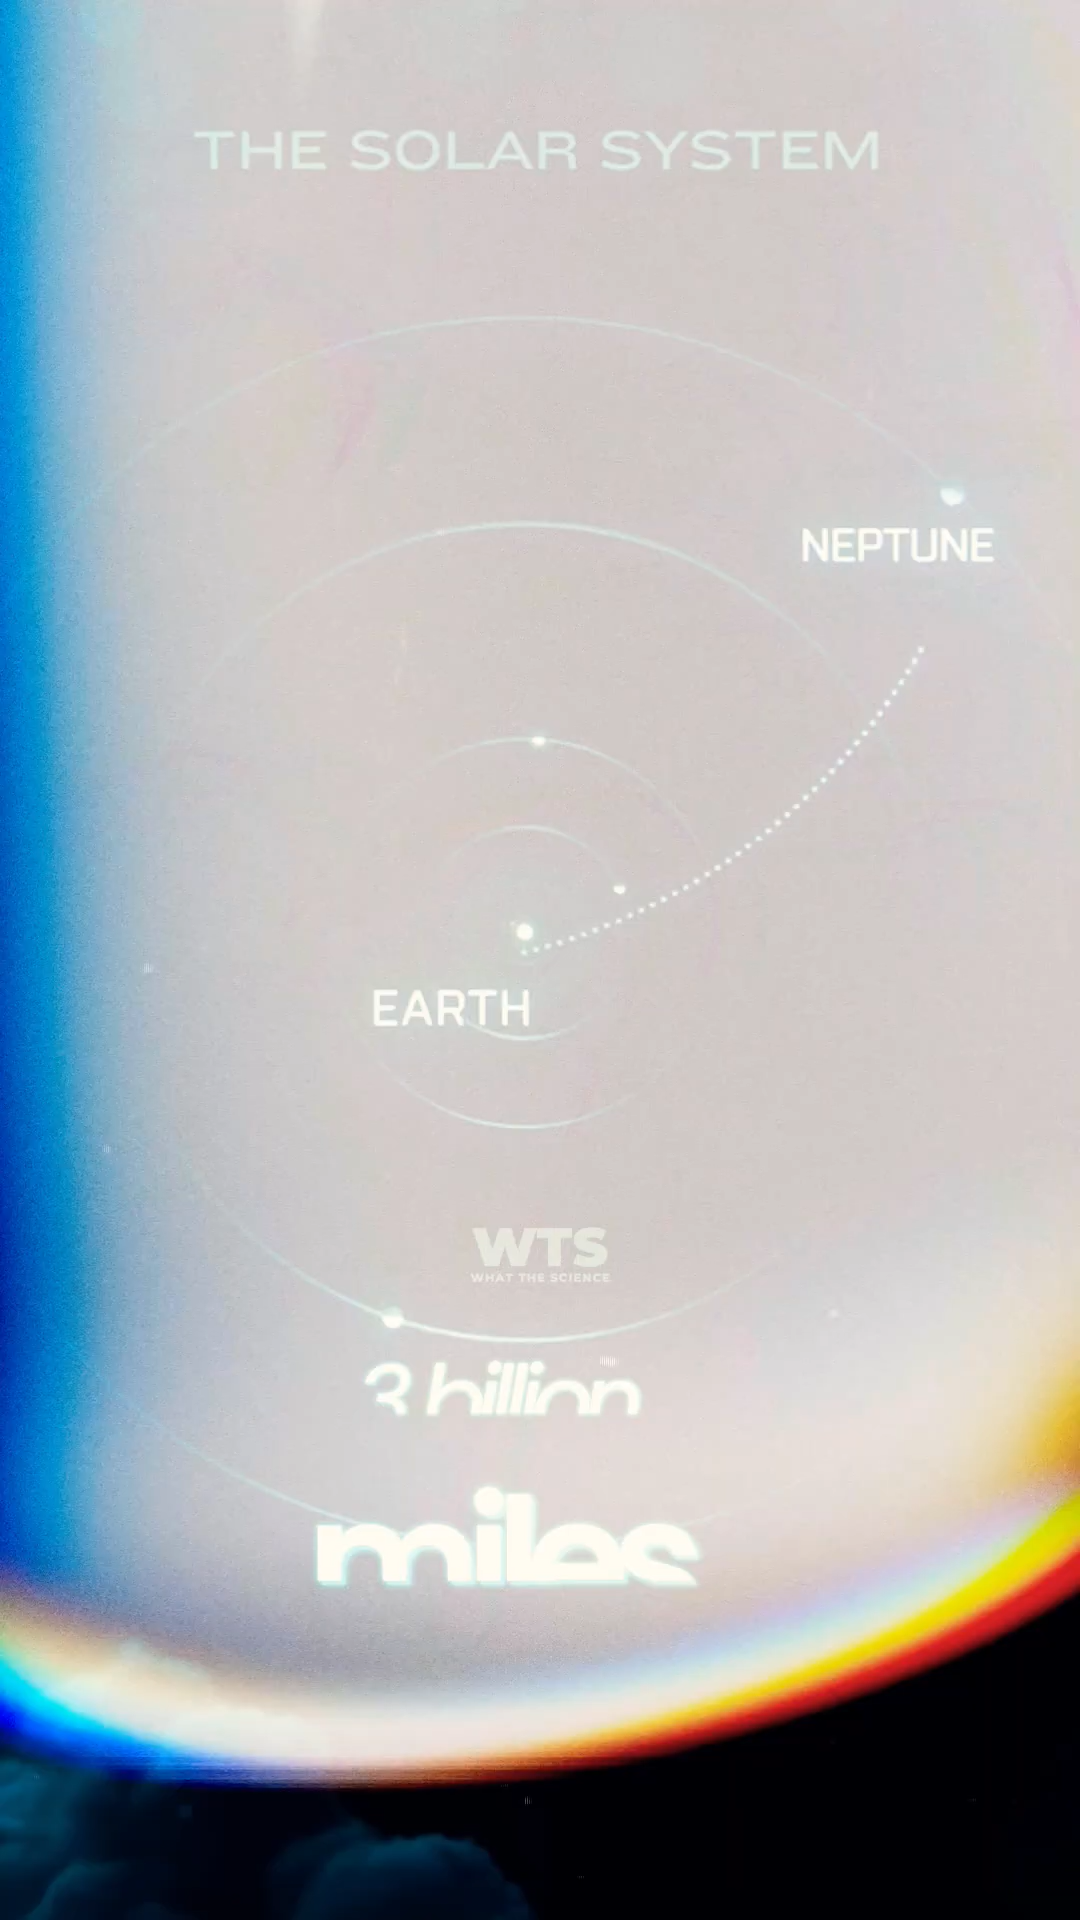 THE SOLAR SYSTEM
NEPTUNE
EARTH
WTS
WHAT THE SCIENCE
3 billion
miles